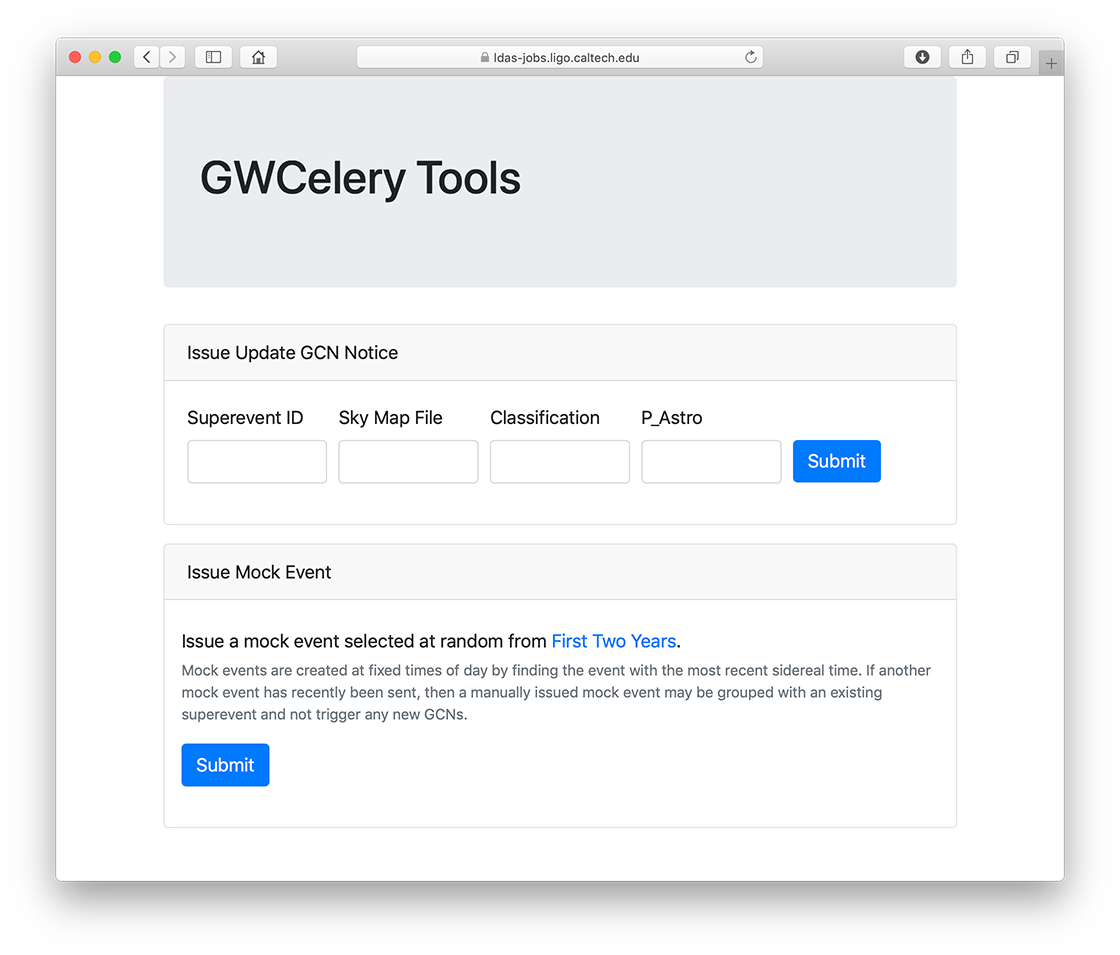 ldas-jobs.ligo.caltech.edu
GWCelery Tools
Issue Update GCN Notice
Superevent ID Sky Map File Classification P_Astro
Submit
Issue Mock Event
Issue a mock event selected at random from First Two Years.
Mock events are created at fixed times of day by finding the event with the most recent sidereal time. If another
mock event has recently been sent, then a manually issued mock event may be grouped with an existing
superevent and not trigger any new GCNs.
Submit